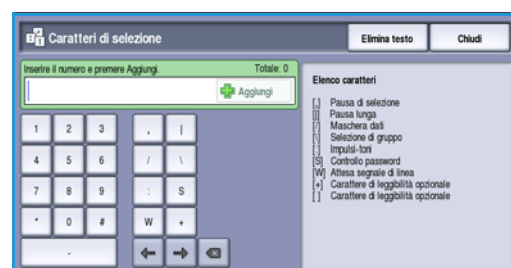 Caratteri di selezione
Elimina testo
Chiudi
Inserire il numero e premere Aggiungi.
Totale: 0
Aggiungi
1 2 3 , |
4 5 6 / \
7 8 9 : S
* 0 # W +
-
Elenco caratteri
[,] Pausa di selezione
[|] Pausa lunga
[/] Maschera dati
[\] Selezione di gruppo
[:] Impulsi-toni
[S] Controllo password
[W] Attesa segnale di linea
[+] Carattere di leggibilità opzionale
[ ] Carattere di leggibilità opzionale